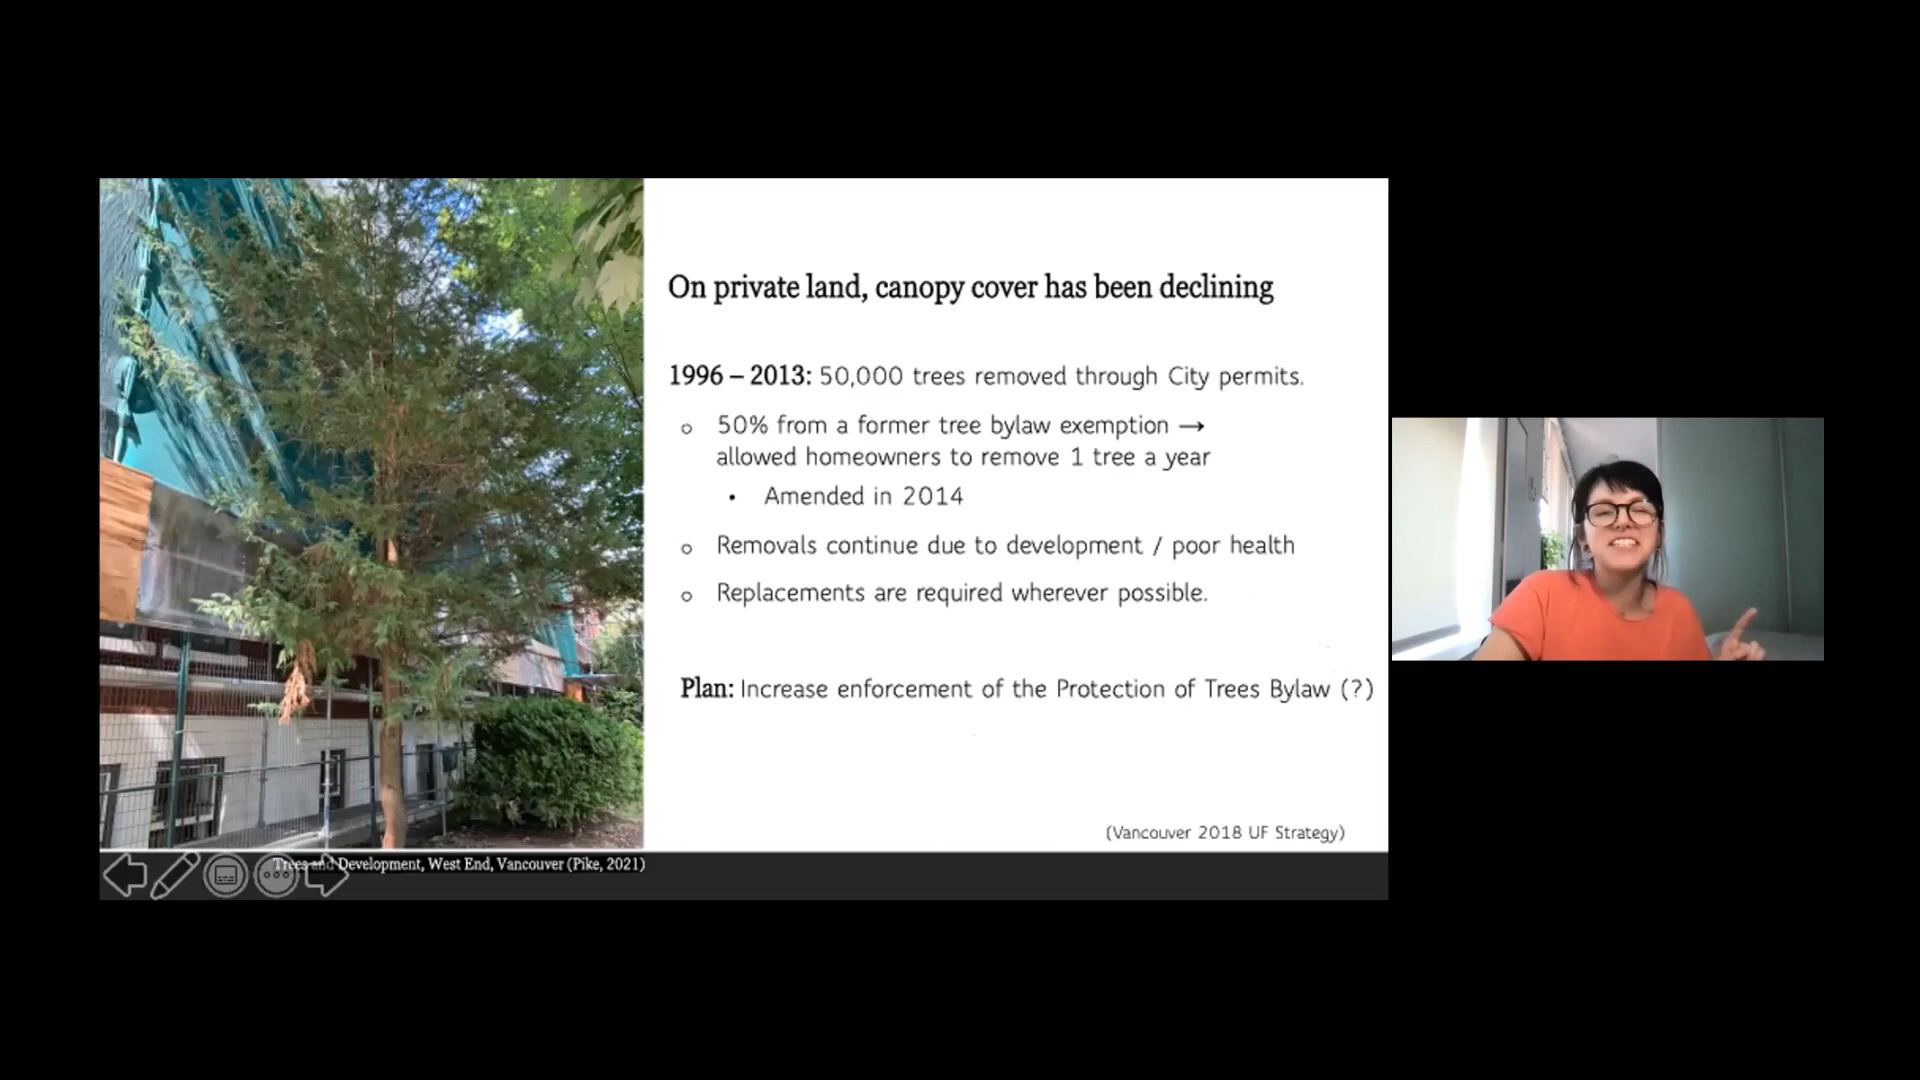 On private land, canopy cover has been declining
1996 – 2013: 50,000 trees removed through City permits.
○ 50% from a former tree bylaw exemption →
allowed homeowners to remove 1 tree a year
• Amended in 2014
○ Removals continue due to development / poor health
○ Replacements are required wherever possible.
Plan: Increase enforcement of the Protection of Trees Bylaw (?)
(Vancouver 2018 UF Strategy)
Trees and Development, West End, Vancouver (Pike, 2021)